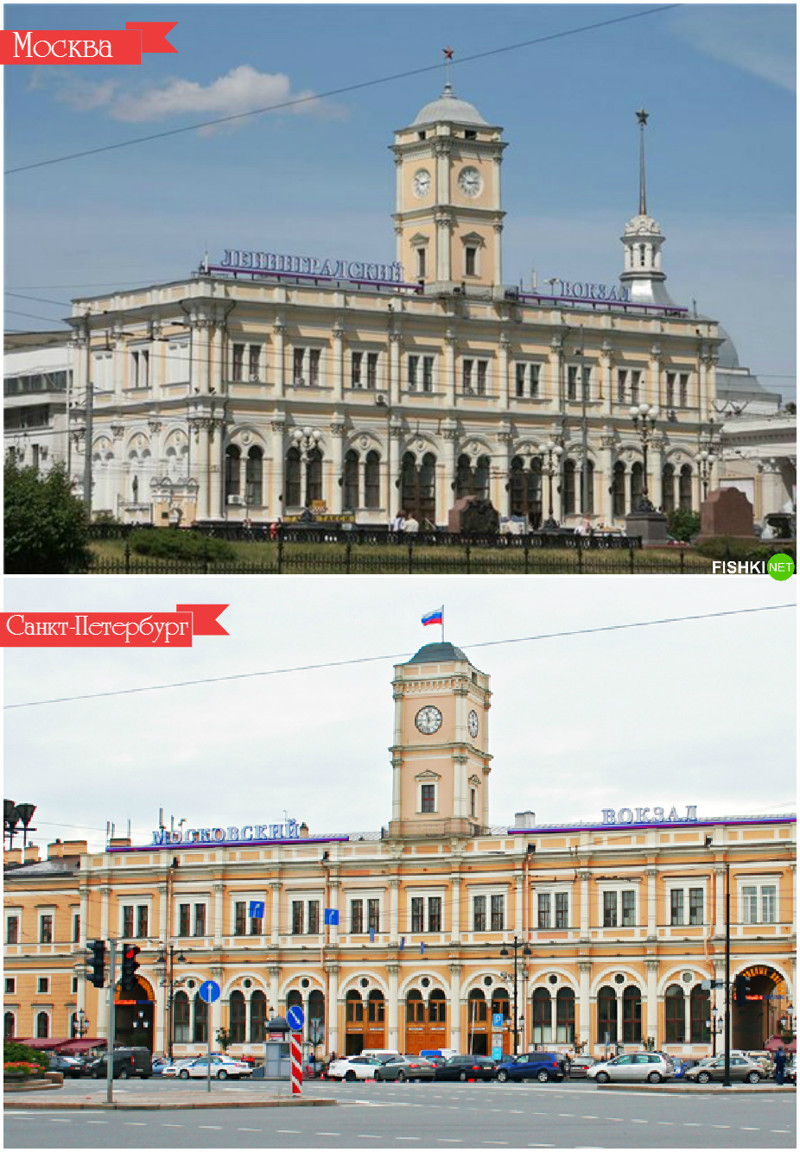 Москва
ЛЕНИНГРАДСКИЙ ВОКЗАЛ
FISHKI NET
Санкт-Петербург
МОСКОВСКИЙ ВОКЗАЛ
P